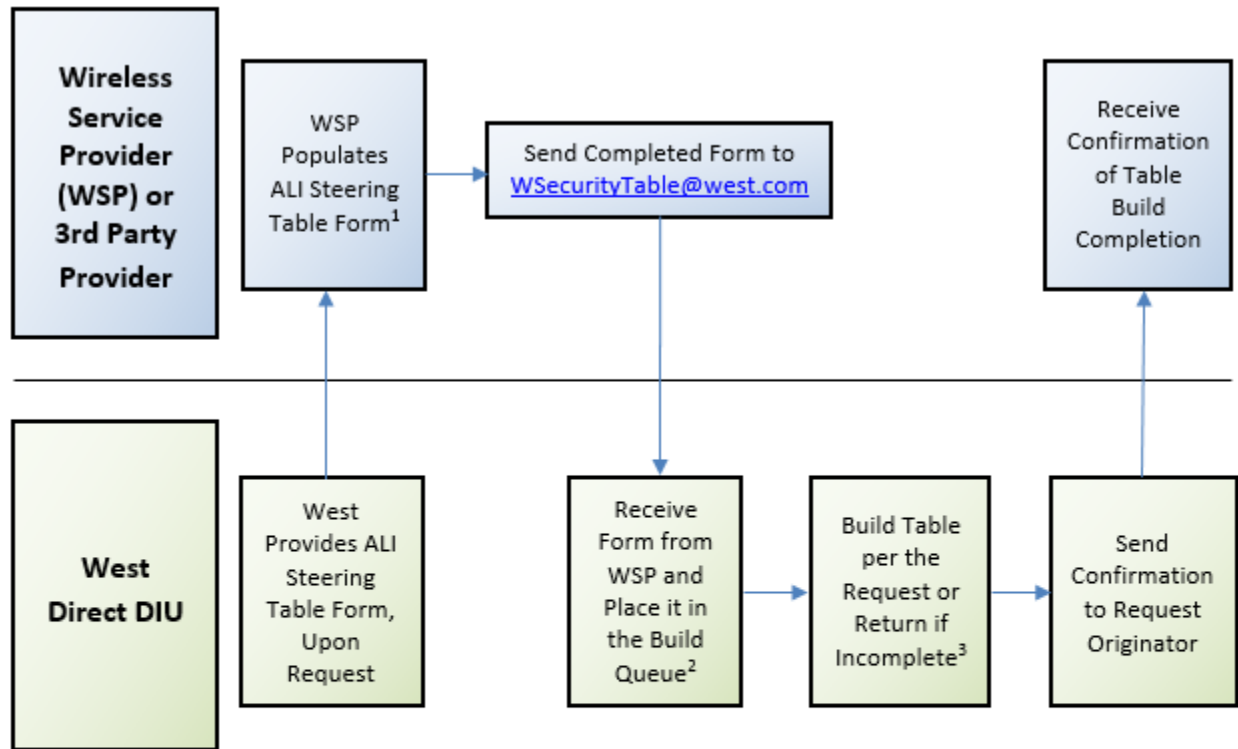 Wireless
Service
Provider
(WSP) or
3rd Party
Provider
WSP
Populates
ALI Steering
Table Form1
Send Completed Form to
WSecurityTable@west.com
Receive
Confirmation
of Table
Build
Completion
West
Direct DIU
West
Provides ALI
Steering
Table Form,
Upon
Request
Receive
Form from
WSP and
Place it in
the Build
Queue2
Build Table
per the
Request or
Return if
Incomplete3
Send
Confirmation
to Request
Originator